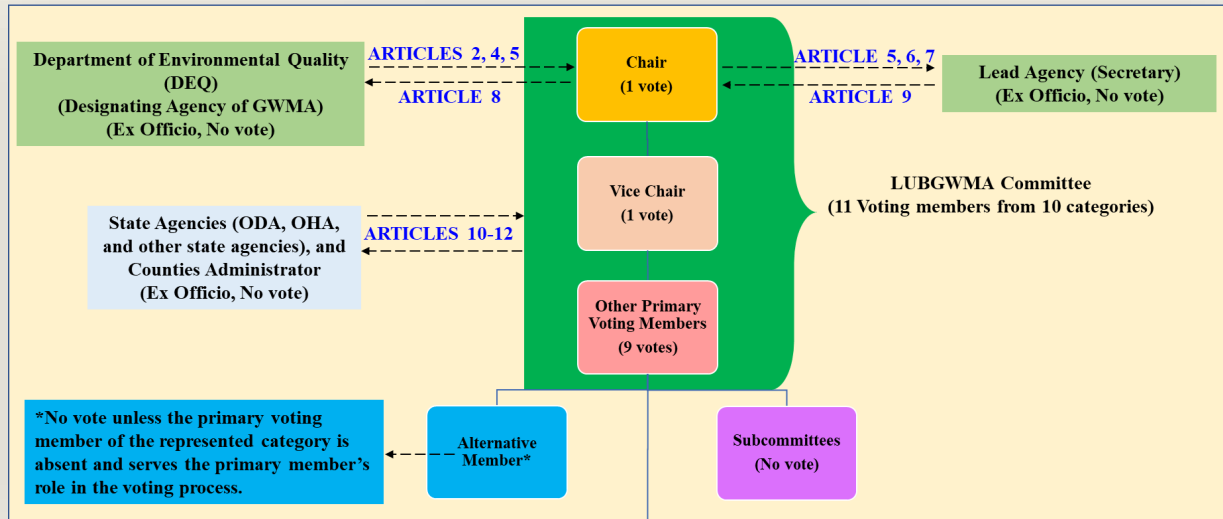 Department of Environmental Quality
(DEQ)
(Designating Agency of GWMA)
(Ex Officio, No vote)
ARTICLES 2, 4, 5
ARTICLE 8
Chair
(1 vote)
ARTICLE 5, 6, 7
ARTICLE 9
Lead Agency (Secretary)
(Ex Officio, No vote)
State Agencies (ODA, OHA,
and other state agencies), and
Counties Administrator
(Ex Officio, No vote)
ARTICLES 10-12
Vice Chair
(1 vote)
LUBGWMA Committee
(11 Voting members from 10 categories)
Other Primary
Voting Members
(9 votes)
*No vote unless the primary voting
member of the represented category is
absent and serves the primary member’s
role in the voting process.
Alternative
Member*
Subcommittees
(No vote)